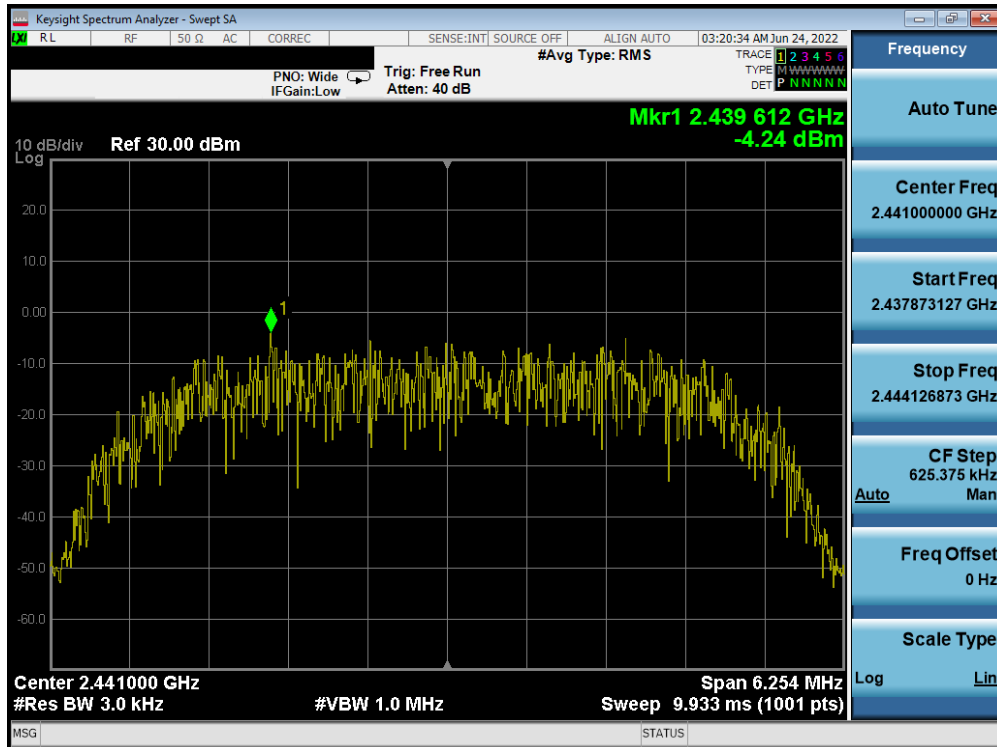 Keysight Spectrum Analyzer - Swept SA
LXI RL RF 50 Ω AC CORREC SENSE:INT SOURCE OFF ALIGN AUTO 03:20:34 AM Jun 24, 2022
#Avg Type: RMS
TRACE 1 2 3 4 5 6
TYPE M WWWWW
DET P N N N N N
PNO: Wide
IFGain:Low
Trig: Free Run
Atten: 40 dB
Mkr1 2.439 612 GHz
-4.24 dBm
10 dB/div
Log
Ref 30.00 dBm
20.0
10.0
0.00
-10.0
-20.0
-30.0
-40.0
-50.0
-60.0
1
Center 2.441000 GHz
Span 6.254 MHz
#Res BW 3.0 kHz
#VBW 1.0 MHz
Sweep 9.933 ms (1001 pts)
MSG
STATUS
Frequency
Auto Tune
Center Freq
2.441000000 GHz
Start Freq
2.437873127 GHz
Stop Freq
2.444126873 GHz
CF Step
625.375 kHz
Auto Man
Freq Offset
0 Hz
Scale Type
Log Lin